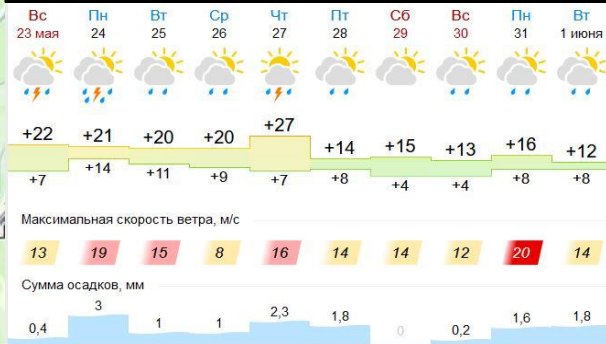 Вс Пн Вт Ср Чт Пт Сб Вс Пн Вт
23 мая 24 25 26 27 28 29 30 31 1 июня
+22 +21 +20 +20 +27 +14 +15 +13 +16 +12
+7 +14 +11 +9 +7 +8 +4 +4 +8 +8
Максимальная скорость ветра, м/с
13 19 15 8 16 14 14 12 20 14
Сумма осадков, мм
0,4 3 1 1 2,3 1,8 0 0,2 1,6 1,8